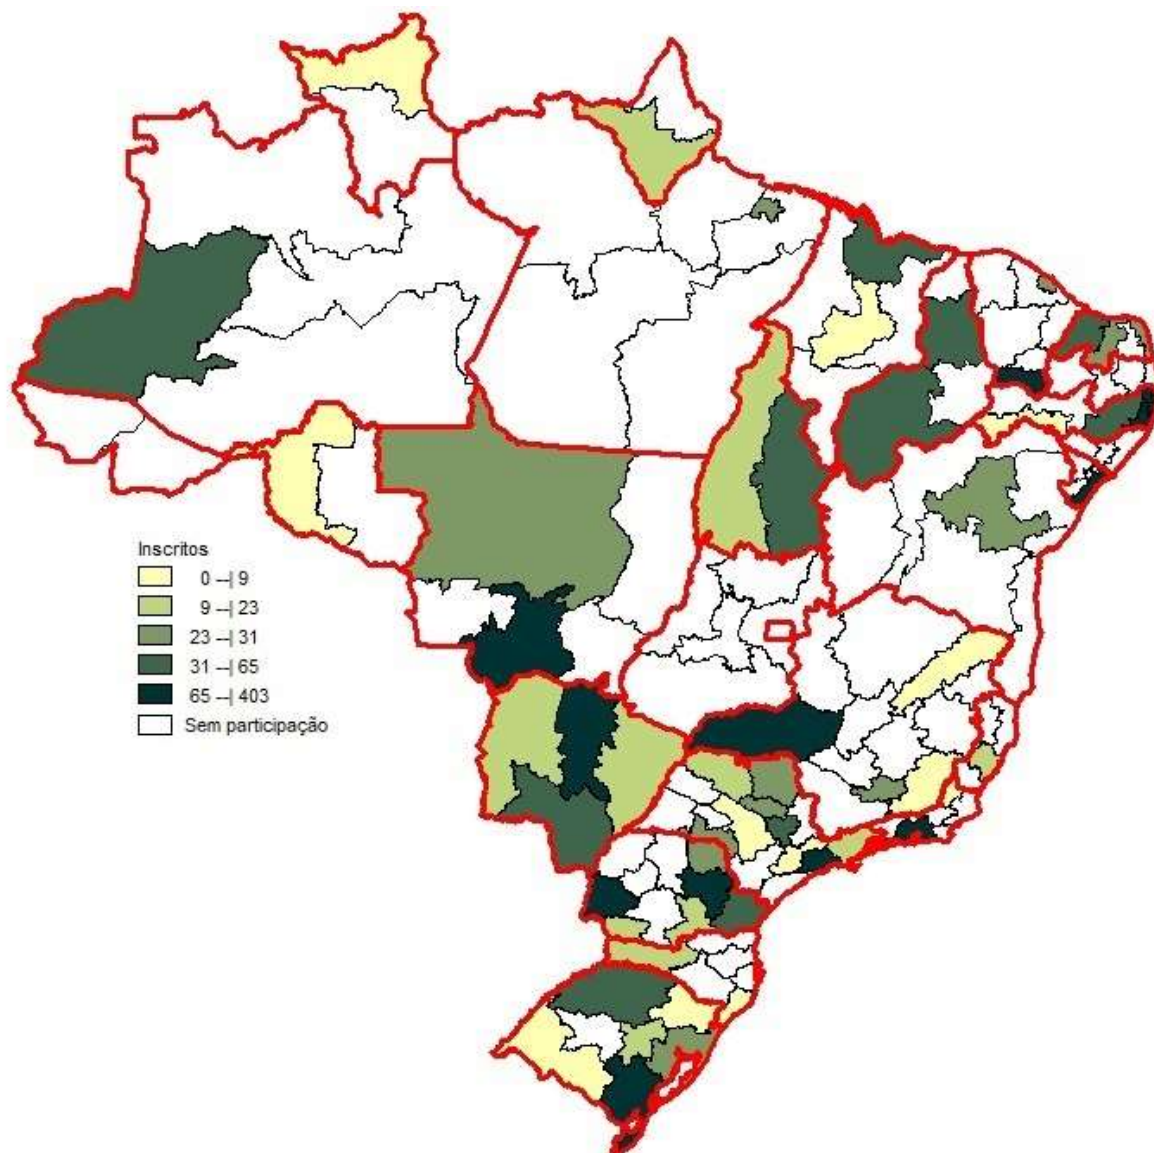 Inscritos
0 --| 9
9 --| 23
23 --| 31
31 --| 65
65 --| 403
Sem participação